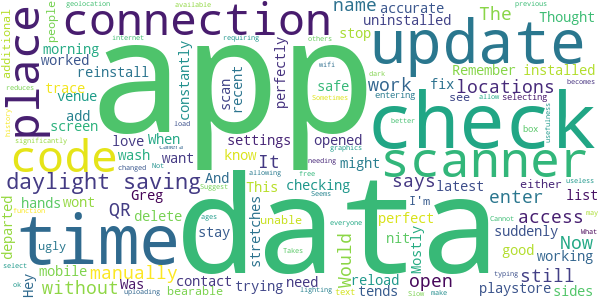 geolocation Available connection name accurate The Thought previous
additional people place uninstalled stop Remember installed
internet requiring others
morning worked reinstall recent constantly scan perfectly safe work fix locations
trace app update
venue add screen love When settings opened see entering selecting becomes
reduces wifi dark allow
Sometimes better box usefulness
code wash want know It might check
significantly load camera Not changed allowing needing free graphics
daylight saving And This checking says latest either list useless
scanner
history hands wont Greg Seems Suggest unable everyone I'm enter access may
function QR delete stay ages Takes perfect Mostly nit suddenly Now
departed time stretches Would
ugly data good working
Hey mobile manually Was contact trying need reload open still
select without bearable tends playstore sides
ok uploading lighting text Slow make typing Cannot What